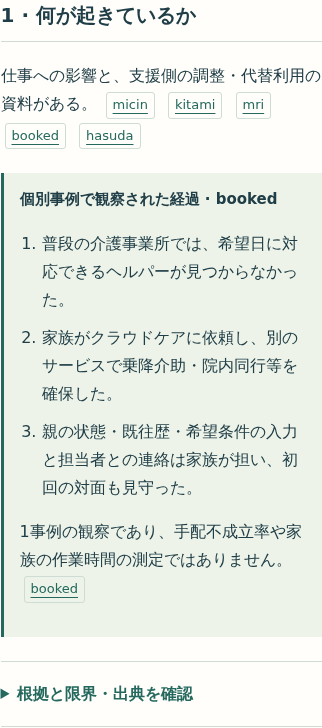 1・何が起きているか
仕事への影響と、支援側の調整・代替利用の
資料がある。 micin kitami mri
booked hasuda
個別事例で観察された経過・booked
1. 普段の介護事業所では、希望日に対
応できるヘルパーが見つからなかっ
た。
2. 家族がクラウドケアに依頼し、別の
サービスで乗降介助・院内同行等を
確保した。
3. 親の状態・既往歴・希望条件の入力
と担当者との連絡は家族が担い、初
回の対面も見守った。
1事例の観察であり、手配不成立率や家
族の作業時間の測定ではありません。
booked
▶ 根拠と限界・出典を確認